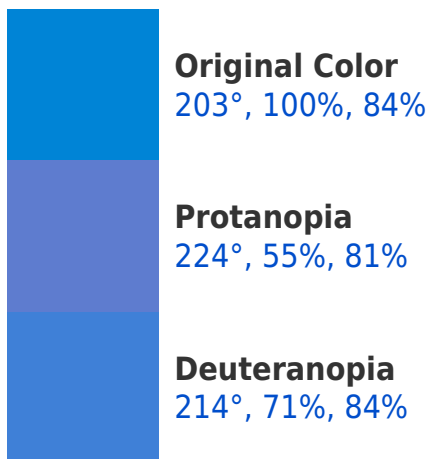 Original Color
203°, 100%, 84%
Protanopia
224°, 55%, 81%
Deuteranopia
214°, 71%, 84%